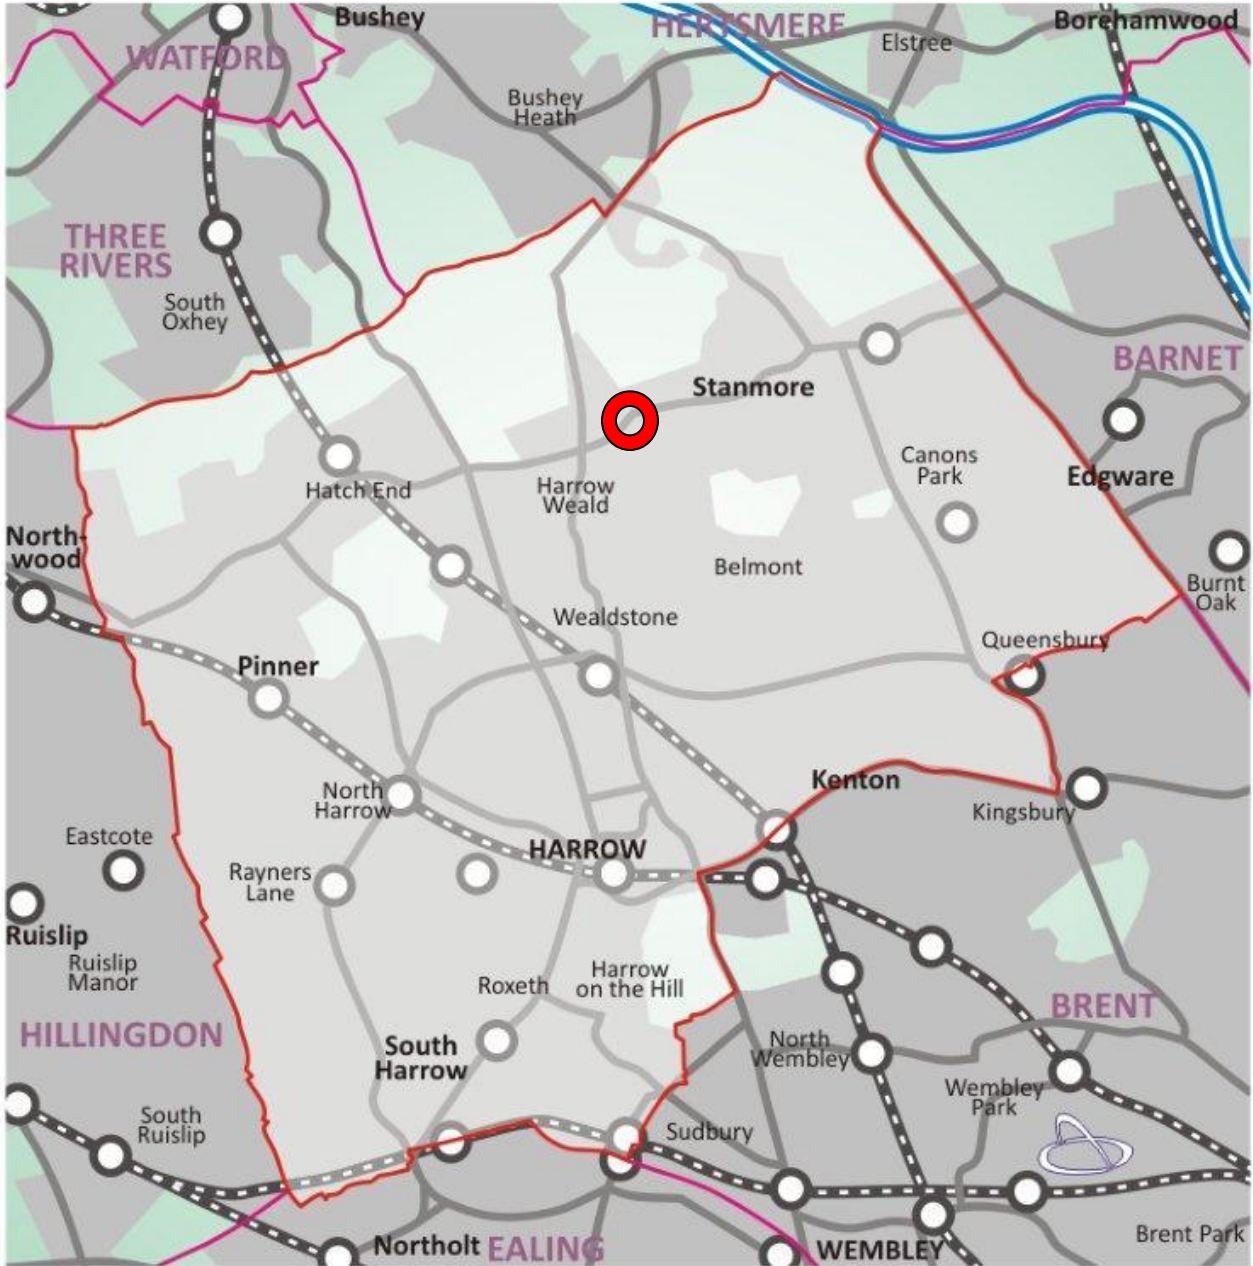 Bushey
HERTSMERE
Borehamwood
WATFORD
Elstree
Bushey
Heath
THREE
RIVERS
South
Oxhey
BARNET
Stanmore
Canons
Park
Edgware
Hatch End
Harrow
Weald
North-
wood
Belmont
Burnt
Oak
Wealdstone
Queensbury
Pinner
Kenton
North
Harrow
Kingsbury
Eastcote
HARROW
Rayners
Lane
Ruislip
Ruislip
Manor
Harrow
on the Hill
Roxeth
BRENT
HILLINGDON
South
Harrow
North
Wembley
Wembley
Park
South
Ruislip
Sudbury
Brent Park
Northolt
EALING
WEMBLEY